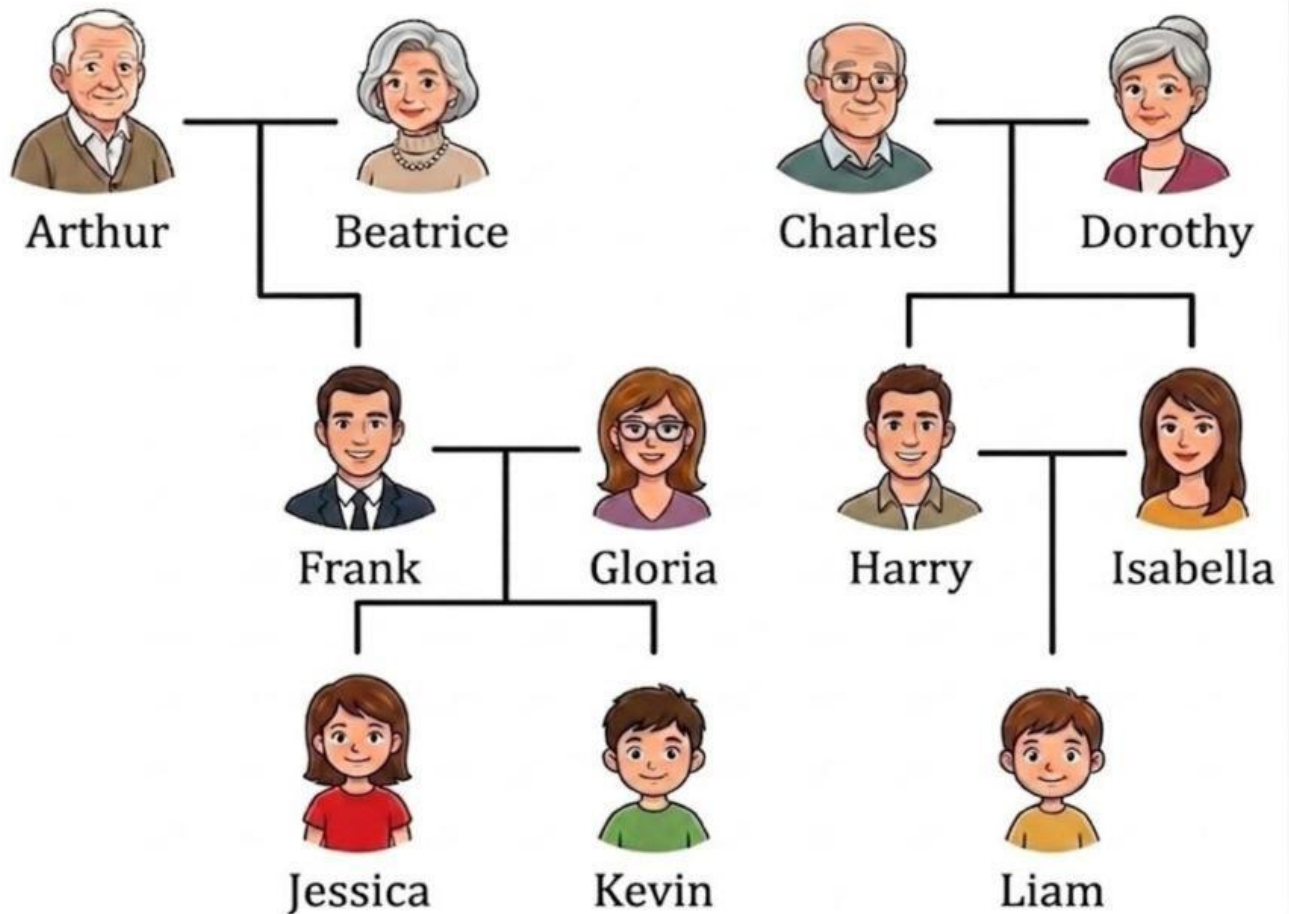 Arthur
Beatrice
Charles
Dorothy
Frank
Gloria
Harry
Isabella
Jessica
Kevin
Liam